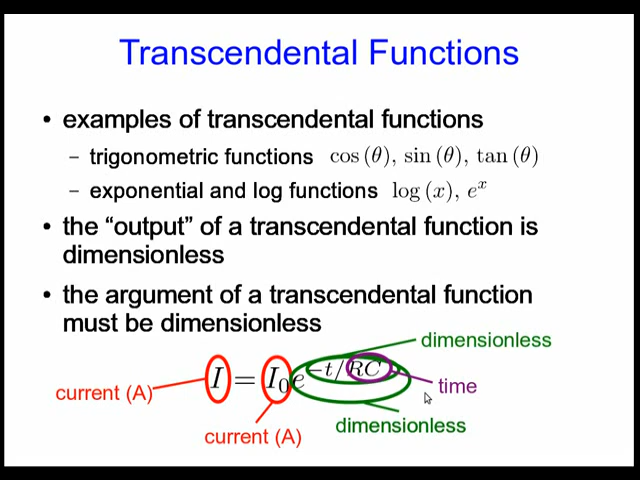 Transcendental Functions
• examples of transcendental functions
– trigonometric functions cos (θ), sin (θ), tan (θ)
– exponential and log functions log (x), eˣ
• the “output” of a transcendental function is
dimensionless
• the argument of a transcendental function
must be dimensionless
dimensionless
I = I₀e^{−t/RC}
time
current (A)
dimensionless
current (A)